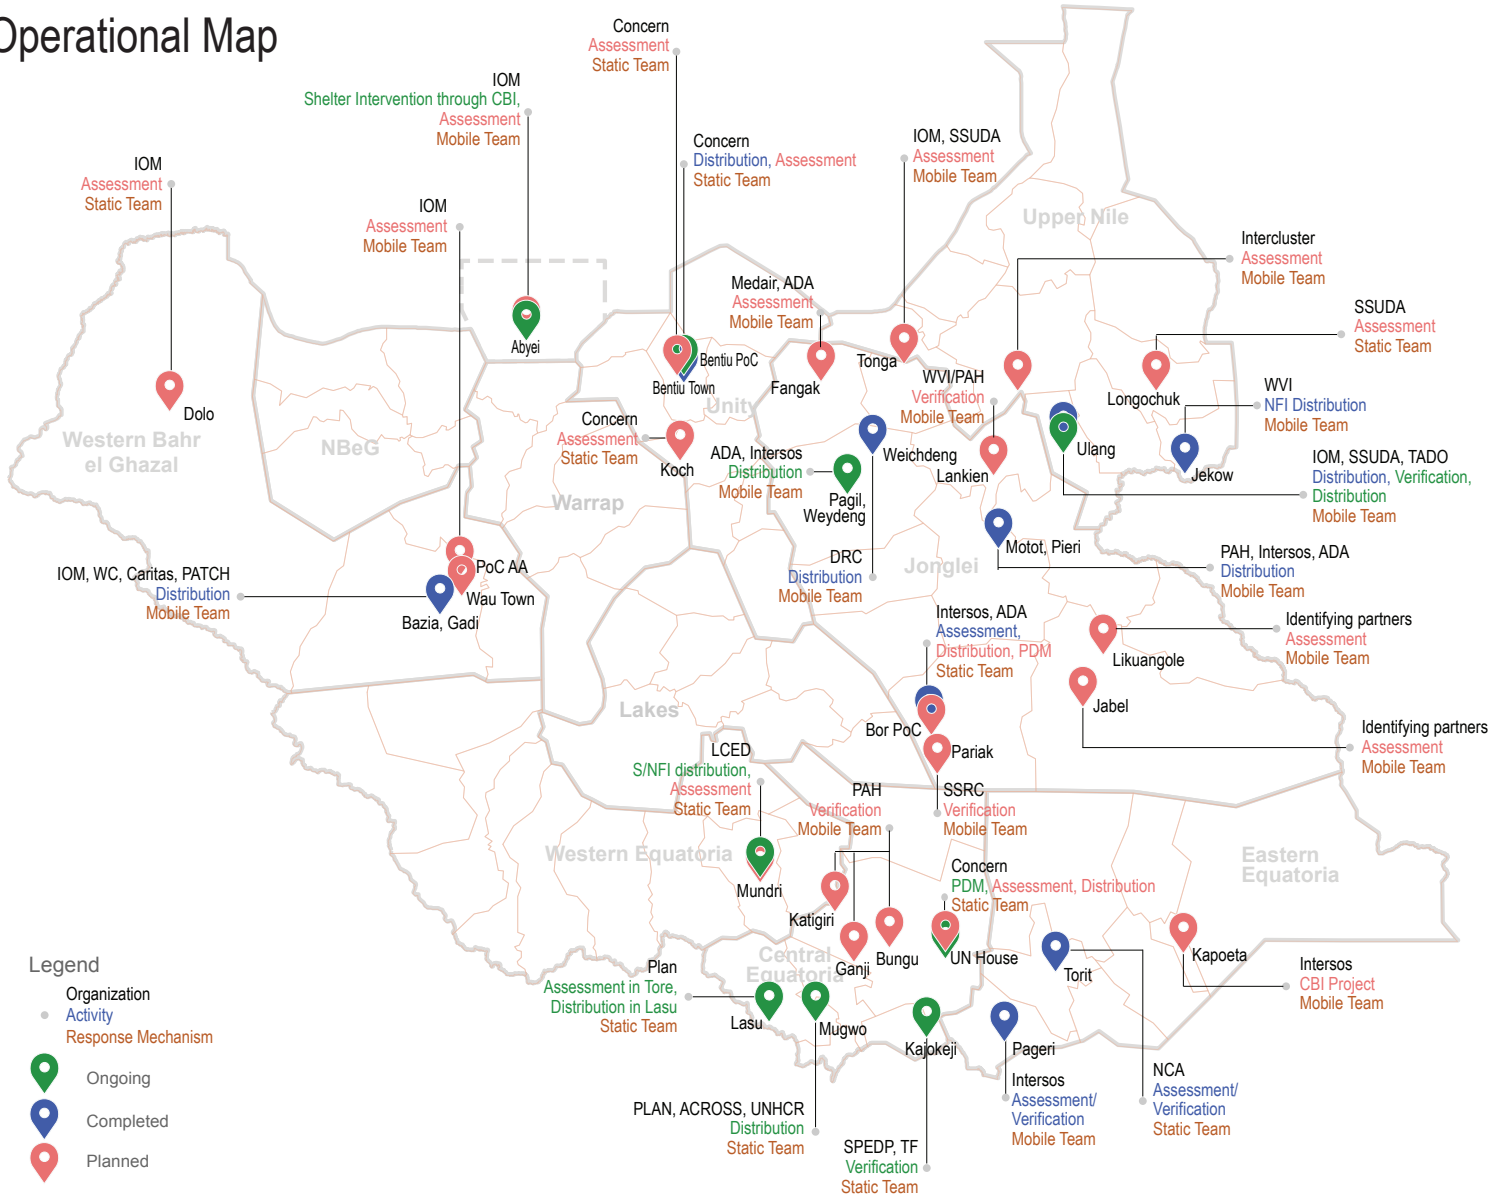 Operational Map
Concern
Assessment
Static Team
IOM
Shelter Intervention through CBI,
Assessment
Mobile Team
Concern
Distribution, Assessment
Static Team
IOM, SSUDA
Assessment
Mobile Team
IOM
Assessment
Static Team
IOM
Assessment
Mobile Team
Upper Nile
Intercluster
Assessment
Mobile Team
Medair, ADA
Assessment
Mobile Team
SSUDA
Assessment
Static Team
Abyei
Bentiu PoC
Bentiu Town
Fangak
Tonga
WVI/PAH
Verification
Mobile Team
Longochuk
WVI
NFI Distribution
Mobile Team
Dolo
Unity
Western Bahr
el Ghazal
NBeG
Concern
Assessment
Static Team
Koch
ADA, Intersos
Distribution
Mobile Team
Weichdeng
Lankien
Ulang
Jekow
IOM, SSUDA, TADO
Distribution, Verification,
Distribution
Mobile Team
Warrap
Pagil,
Weydeng
Motot, Pieri
PAH, Intersos, ADA
Distribution
Mobile Team
DRC
Distribution
Mobile Team
Jonglei
PoC AA
Wau Town
Bazia, Gadi
IOM, WC, Caritas, PATCH
Distribution
Mobile Team
Intersos, ADA
Assessment,
Distribution, PDM
Static Team
Identifying partners
Assessment
Mobile Team
Likuangole
Jabel
Lakes
Bor PoC
Pariak
Identifying partners
Assessment
Mobile Team
LCED
S/NFI distribution,
Assessment
Static Team
PAH
Verification
Mobile Team
SSRC
Verification
Mobile Team
Western Equatoria
Mundri
Concern
PDM, Assessment, Distribution
Static Team
Eastern
Equatoria
Katigiri
Ganji
Bungu
UN House
Torit
Kapoeta
Central
Equatoria
Intersos
CBI Project
Mobile Team
Plan
Assessment in Tore,
Distribution in Lasu
Static Team
Lasu
Mugwo
Kajokeji
Pageri
Intersos
Assessment/
Verification
Mobile Team
NCA
Assessment/
Verification
Static Team
PLAN, ACROSS, UNHCR
Distribution
Static Team
SPEDP, TF
Verification
Static Team
Legend
Organization
Activity
Response Mechanism
Ongoing
Completed
Planned